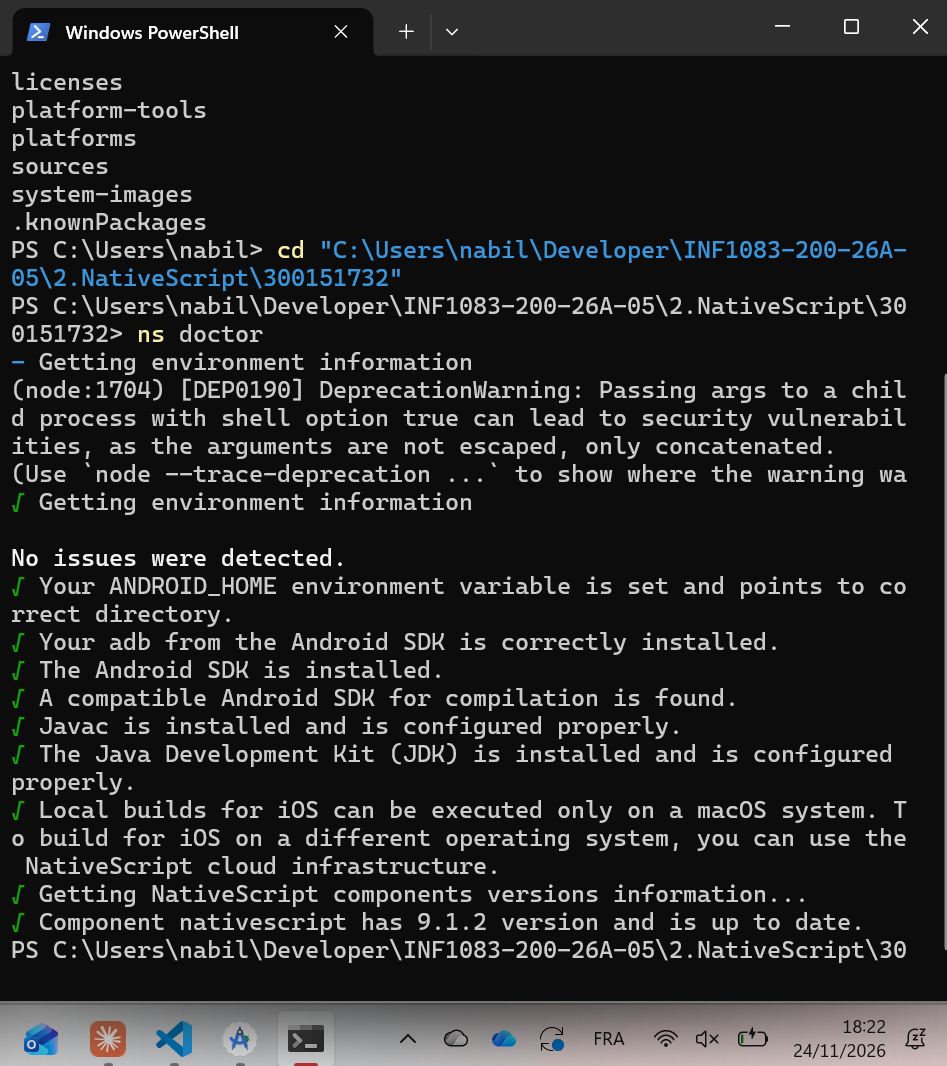 Windows PowerShell
licenses
platform-tools
platforms
sources
system-images
.knownPackages
PS C:\Users\nabil> cd "C:\Users\nabil\Developer\INF1083-200-26A-
05\2.NativeScript\300151732"
PS C:\Users\nabil\Developer\INF1083-200-26A-05\2.NativeScript\30
0151732> ns doctor
- Getting environment information
(node:1704) [DEP0190] DeprecationWarning: Passing args to a chil
d process with shell option true can lead to security vulnerabil
ities, as the arguments are not escaped, only concatenated.
(Use `node --trace-deprecation ...` to show where the warning wa
√ Getting environment information
No issues were detected.
√ Your ANDROID_HOME environment variable is set and points to co
rrect directory.
√ Your adb from the Android SDK is correctly installed.
√ The Android SDK is installed.
√ A compatible Android SDK for compilation is found.
√ Javac is installed and is configured properly.
√ The Java Development Kit (JDK) is installed and is configured
properly.
√ Local builds for iOS can be executed only on a macOS system. T
o build for iOS on a different operating system, you can use the
 NativeScript cloud infrastructure.
√ Getting NativeScript components versions information...
√ Component nativescript has 9.1.2 version and is up to date.
PS C:\Users\nabil\Developer\INF1083-200-26A-05\2.NativeScript\30
FRA
18:22
24/11/2026